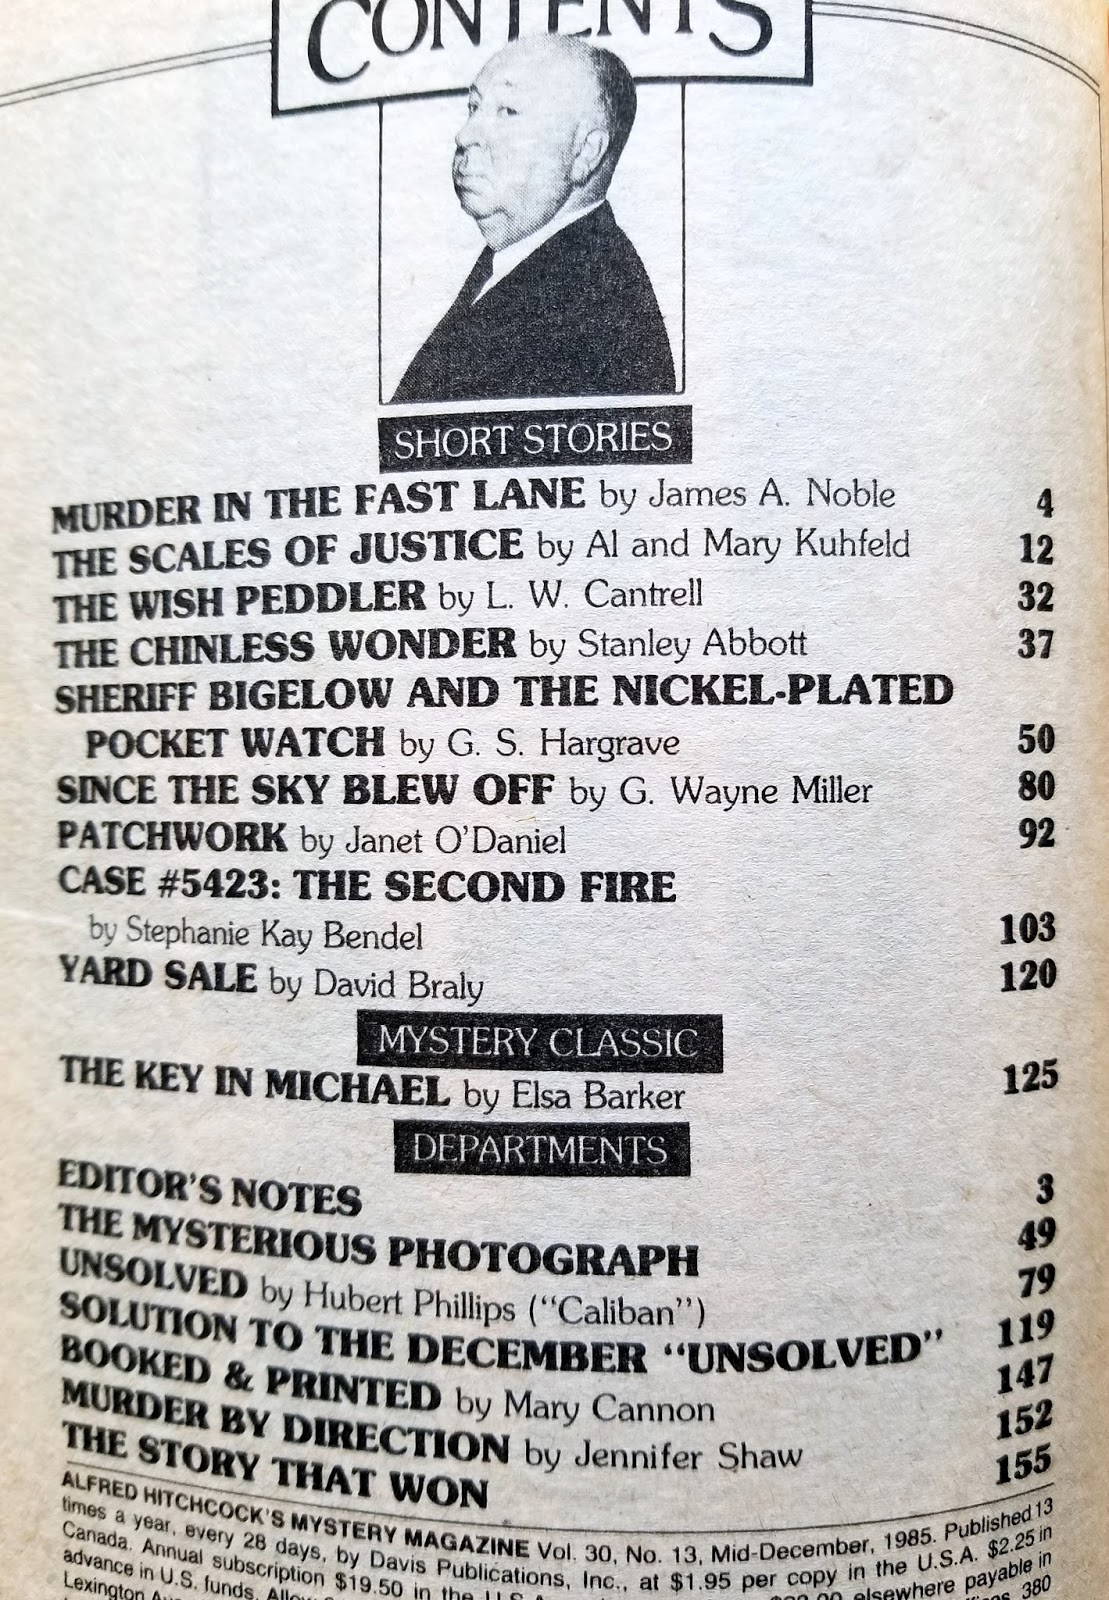 CONTENTS
SHORT STORIES
MURDER IN THE FAST LANE by James A. Noble 4
THE SCALES OF JUSTICE by Al and Mary Kuhfeld 12
THE WISH PEDDLER by L. W. Cantrell 32
THE CHINLESS WONDER by Stanley Abbott 37
SHERIFF BIGELOW AND THE NICKEL-PLATED
POCKET WATCH by G. S. Hargrave 50
SINCE THE SKY BLEW OFF by G. Wayne Miller 80
PATCHWORK by Janet O'Daniel 92
CASE #5423: THE SECOND FIRE
by Stephanie Kay Bendel 103
YARD SALE by David Braly 120
MYSTERY CLASSIC
THE KEY IN MICHAEL by Elsa Barker 125
DEPARTMENTS
EDITOR'S NOTES 3
THE MYSTERIOUS PHOTOGRAPH 49
UNSOLVED by Hubert Phillips ("Caliban") 79
SOLUTION TO THE DECEMBER "UNSOLVED" 119
BOOKED & PRINTED by Mary Cannon 147
MURDER BY DIRECTION by Jennifer Shaw 152
THE STORY THAT WON 155
ALFRED HITCHCOCK'S MYSTERY MAGAZINE Vol. 30, No. 13, Mid-December, 1985. Published 13
times a year, every 28 days, by Davis Publications, Inc., at $1.95 per copy in the U.S.A. $2.25 in
Canada. Annual subscription $19.50 in the elsewhere payable in
advance in U.S. funds. 380
Lexington